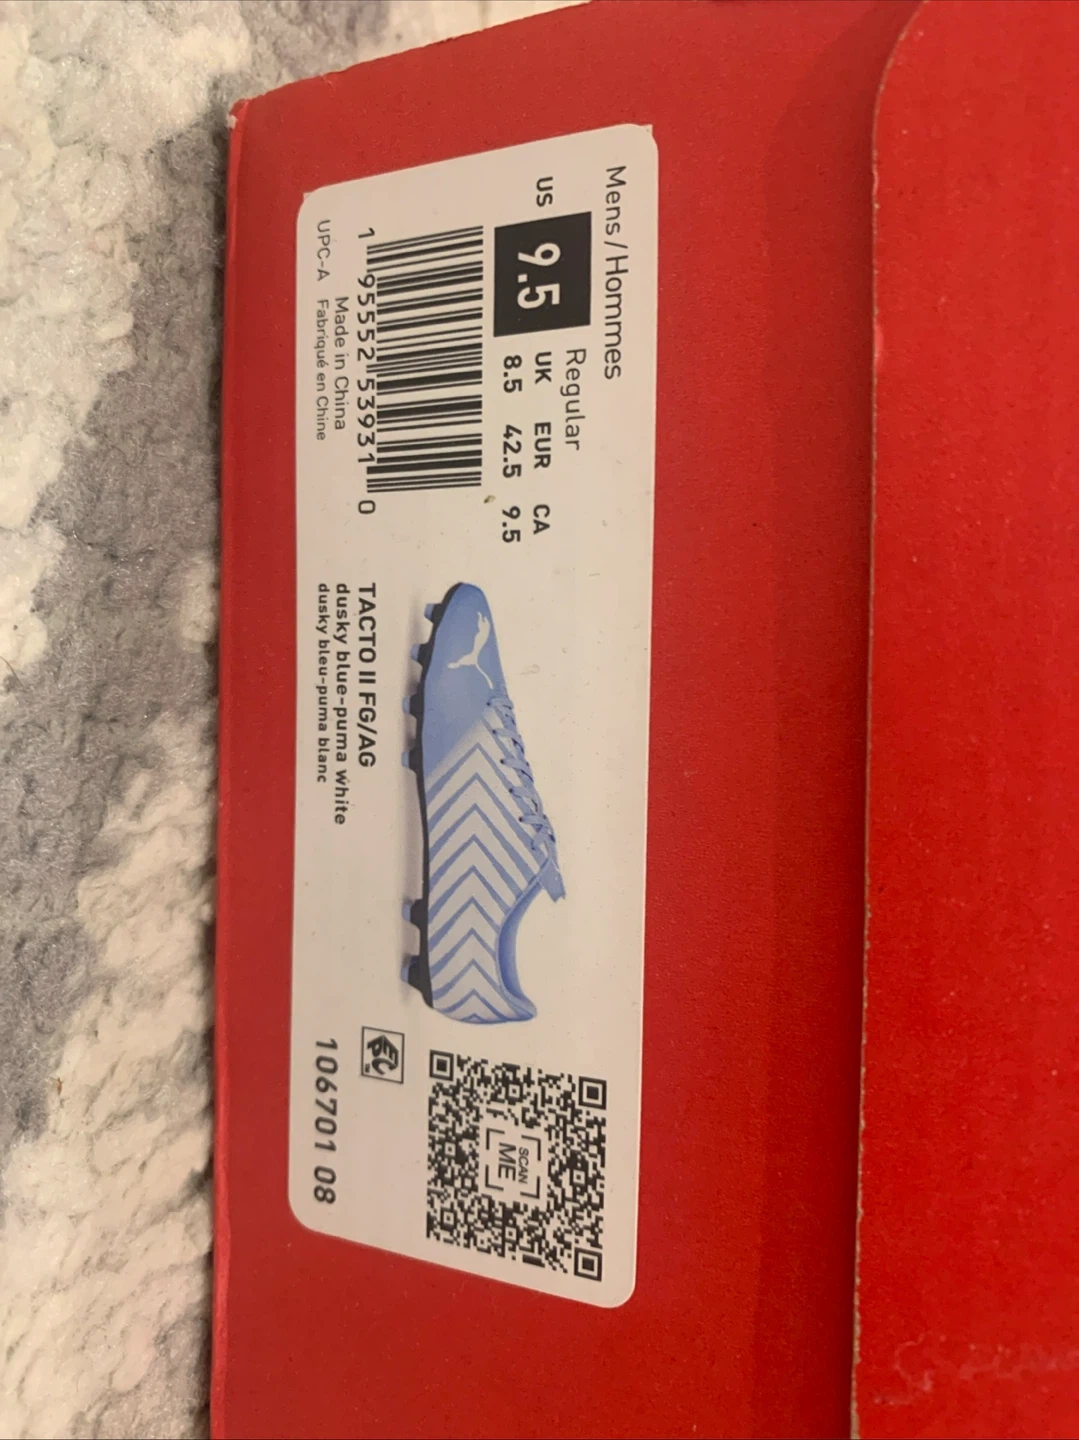 Mens/Hommes
Regular
US 9.5
UK EUR CA
8.5 42.5 9.5
1 95552 53931 0
Made in China
UPC-A Fabriqué en Chine
TACTO II FG/AG
dusky blue-puma white
dusky bleu-puma blanc
SCAN
ME
106701 08